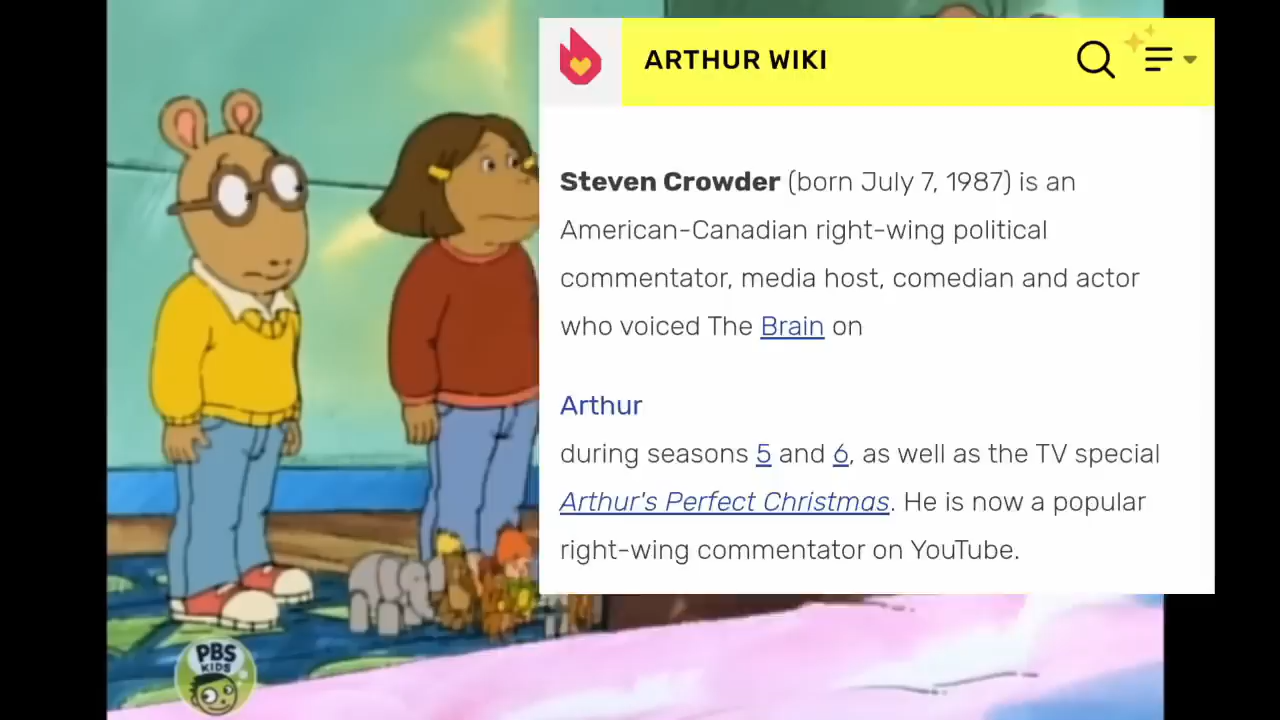 ARTHUR WIKI
Steven Crowder (born July 7, 1987) is an
American-Canadian right-wing political
commentator, media host, comedian and actor
who voiced The Brain on
Arthur
during seasons 5 and 6, as well as the TV special
Arthur's Perfect Christmas. He is now a popular
right-wing commentator on YouTube.
PBS
KIDS